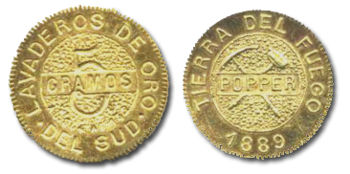 LAVADEROS DE ORO
DEL SUD
5
GRAMOS
TIERRA DEL FUEGO
POPPER
1889